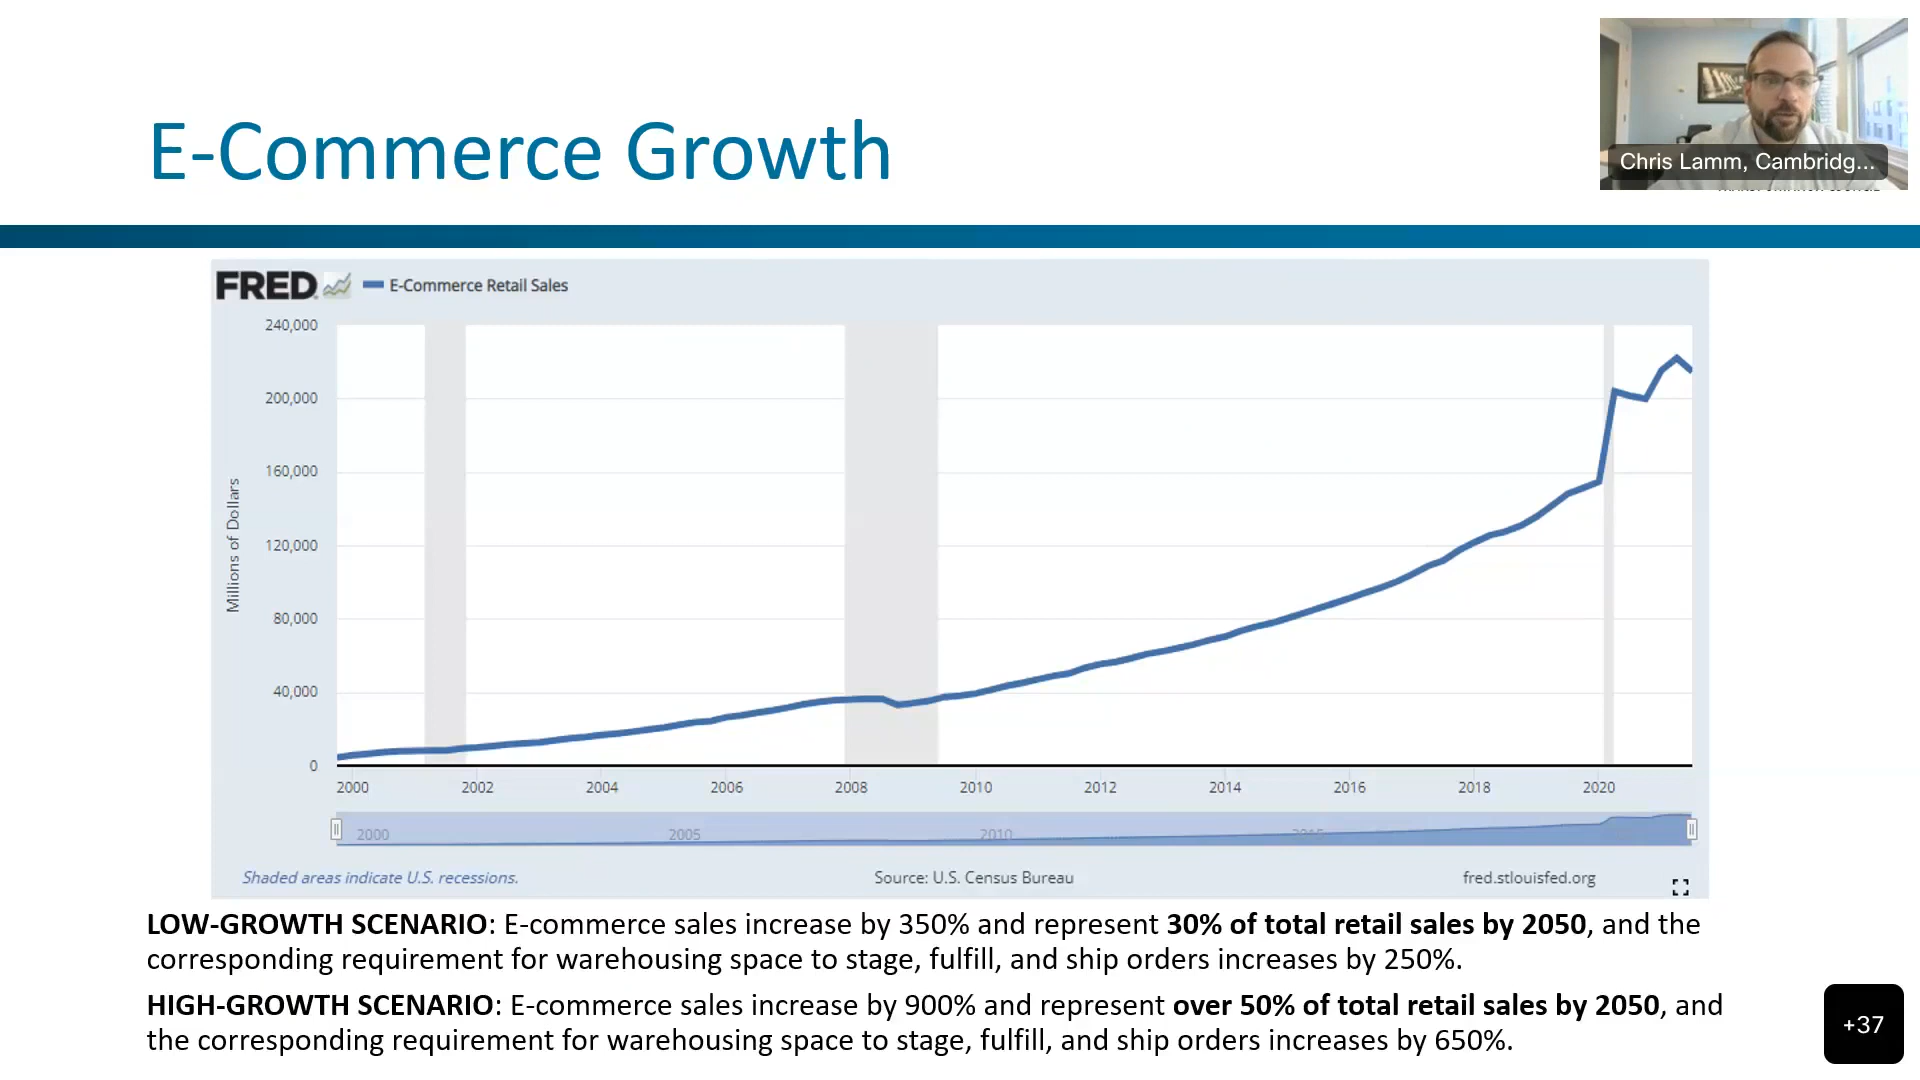 E-Commerce Growth
Chris Lamm, Cambridg...
FRED
E-Commerce Retail Sales
240,000
200,000
160,000
120,000
80,000
40,000
0
Millions of Dollars
2000 2002 2004 2006 2008 2010 2012 2014 2016 2018 2020
2000 2005 2010 2015
Shaded areas indicate U.S. recessions.
Source: U.S. Census Bureau
fred.stlouisfed.org
LOW-GROWTH SCENARIO: E-commerce sales increase by 350% and represent 30% of total retail sales by 2050, and the
corresponding requirement for warehousing space to stage, fulfill, and ship orders increases by 250%.
HIGH-GROWTH SCENARIO: E-commerce sales increase by 900% and represent over 50% of total retail sales by 2050, and
the corresponding requirement for warehousing space to stage, fulfill, and ship orders increases by 650%.
+37